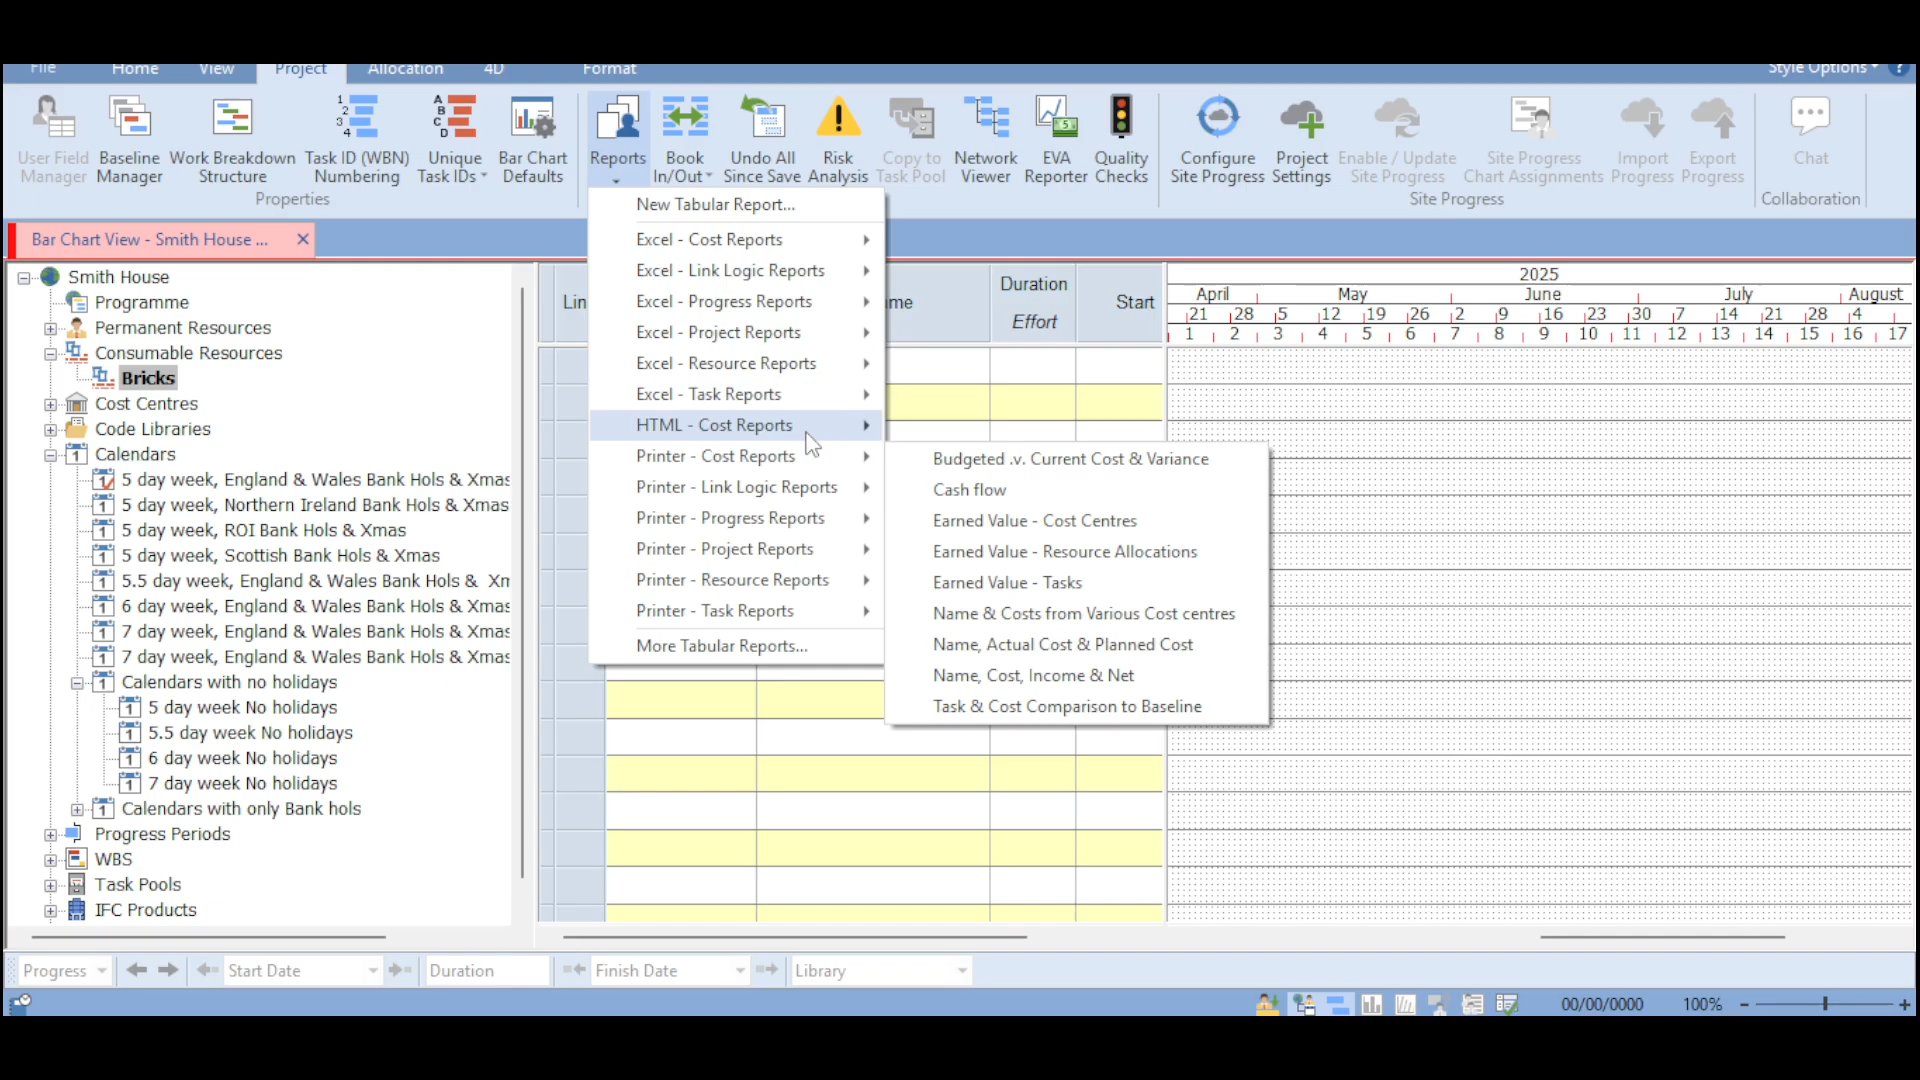 File Home View Project Allocation 4D Format Style Options
User Field Manager
Baseline Manager
Work Breakdown Structure
Task ID (WBN) Numbering
Unique Task IDs
Bar Chart Defaults
Properties
Reports
Book In/Out
Undo All Since Save
Risk Analysis
Copy to Task Pool
Network Viewer
EVA Reporter
Quality Checks
Configure Site Progress
Project Settings
Enable / Update Site Progress
Site Progress Chart Assignments
Import Progress
Export Progress
Site Progress
Chat
Collaboration
Bar Chart View - Smith House ...
Smith House
Programme
Permanent Resources
Consumable Resources
Bricks
Cost Centres
Code Libraries
Calendars
5 day week, England & Wales Bank Hols & Xmas
5 day week, Northern Ireland Bank Hols & Xmas
5 day week, ROI Bank Hols & Xmas
5 day week, Scottish Bank Hols & Xmas
5.5 day week, England & Wales Bank Hols & Xm
6 day week, England & Wales Bank Hols & Xmas
7 day week, England & Wales Bank Hols & Xmas
7 day week, England & Wales Bank Hols & Xmas
Calendars with no holidays
5 day week No holidays
5.5 day week No holidays
6 day week No holidays
7 day week No holidays
Calendars with only Bank hols
Progress Periods
WBS
Task Pools
IFC Products
New Tabular Report...
Excel - Cost Reports
Excel - Link Logic Reports
Excel - Progress Reports
Excel - Project Reports
Excel - Resource Reports
Excel - Task Reports
HTML - Cost Reports
Printer - Cost Reports
Printer - Link Logic Reports
Printer - Progress Reports
Printer - Project Reports
Printer - Resource Reports
Printer - Task Reports
More Tabular Reports...
Budgeted .v. Current Cost & Variance
Cash flow
Earned Value - Cost Centres
Earned Value - Resource Allocations
Earned Value - Tasks
Name & Costs from Various Cost centres
Name, Actual Cost & Planned Cost
Name, Cost, Income & Net
Task & Cost Comparison to Baseline
Lin
me
Duration
Effort
Start
2025
April May June July August
21 28 5 12 19 26 2 9 16 23 30 7 14 21 28 4
1 2 3 4 5 6 7 8 9 10 11 12 13 14 15 16 17
Progress Start Date Duration Finish Date Library
00/00/0000 100%